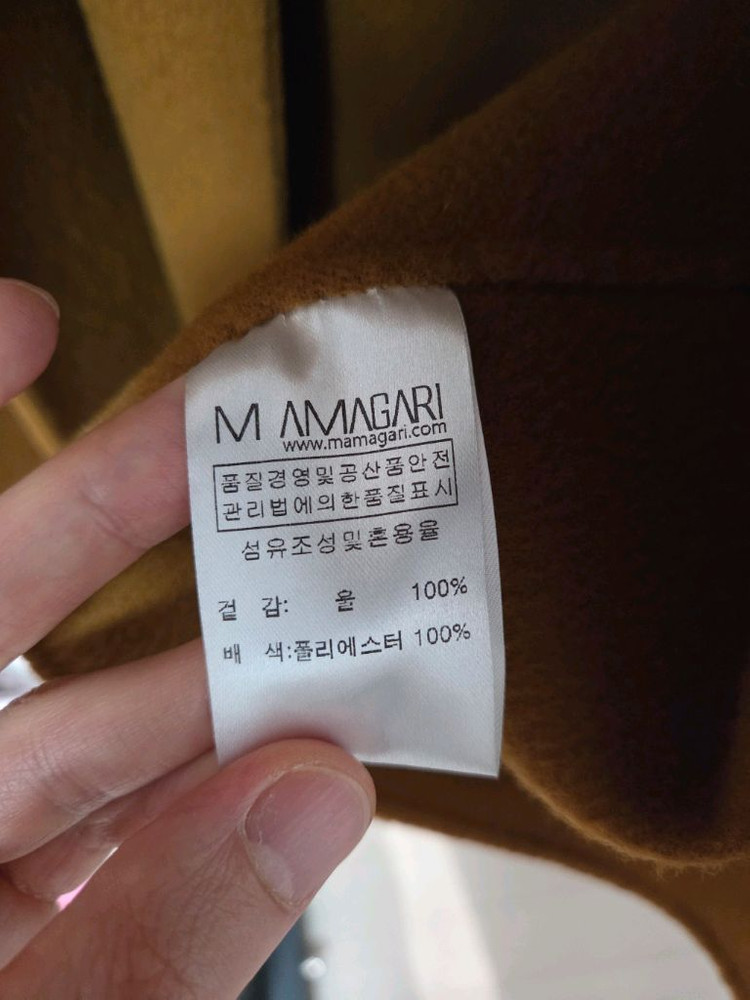 M AMAGARI
www.mamagari.com
품질경영및공산품안전
관리법에의한품질표시
섬유조성및혼용율
겉 감: 울 100%
배 색:폴리에스터 100%